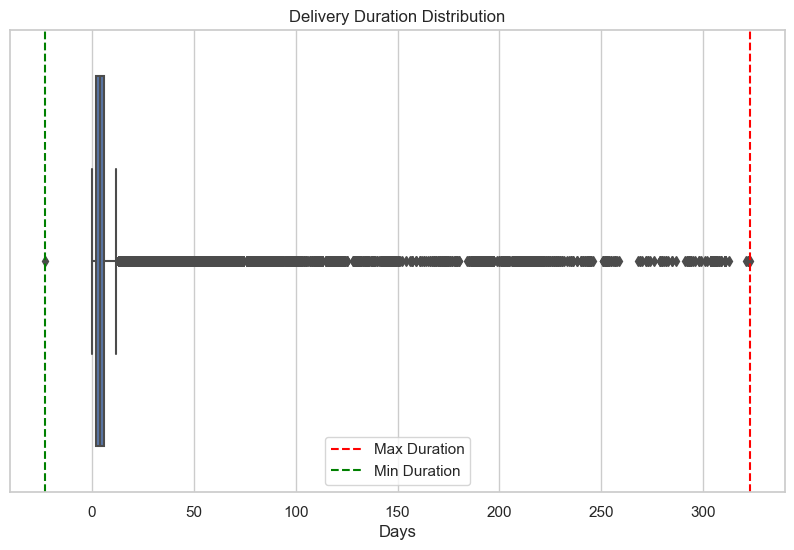 Delivery Duration Distribution
Max Duration
Min Duration
0 50 100 150 200 250 300
Days